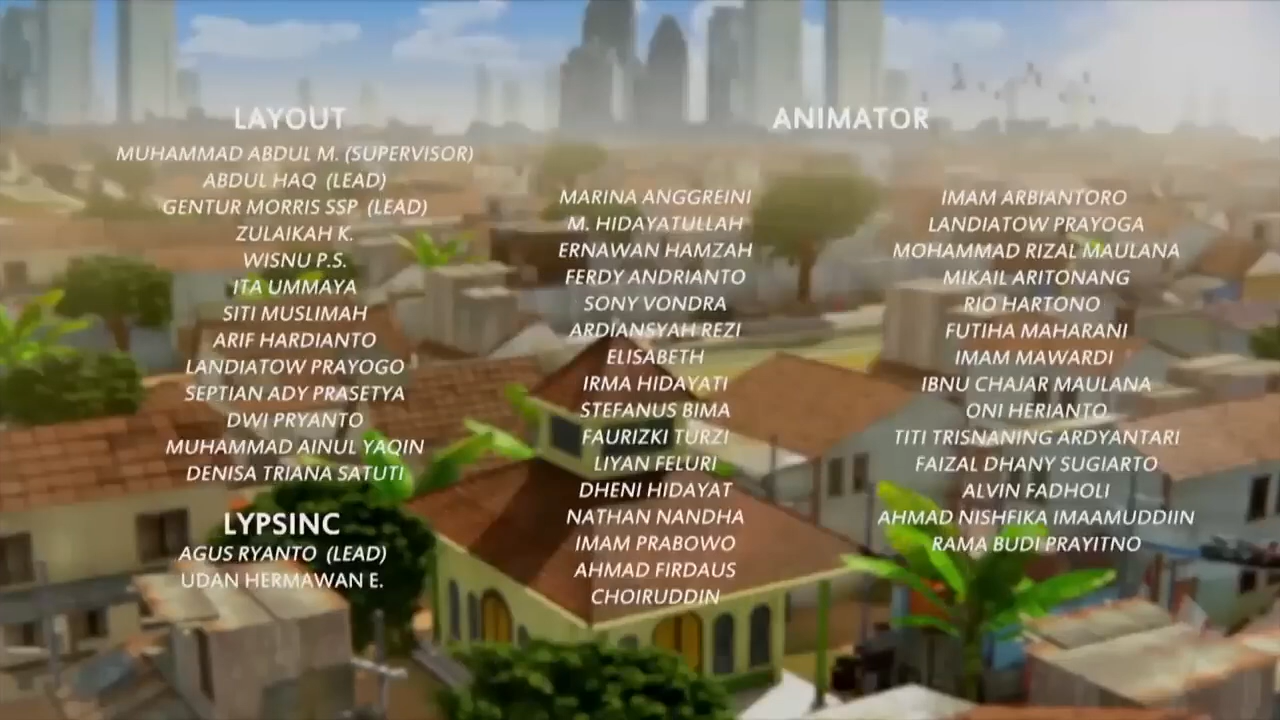 LAYOUT
MUHAMMAD ABDUL M. (SUPERVISOR)
ABDUL HAQ (LEAD)
GENTUR MORRIS SSP (LEAD)
ZULAIKAH K.
WISNU P.S.
ITA UMMAYA
SITI MUSLIMAH
ARIF HARDIANTO
LANDIATOW PRAYOGO
SEPTIAN ADY PRASETYA
DWI PRYANTO
MUHAMMAD AINUL YAQIN
DENISA TRIANA SATUTI
LYPSINC
AGUS RYANTO (LEAD)
UDAN HERMAWAN E.
ANIMATOR
MARINA ANGGREINI
M. HIDAYATULLAH
ERNAWAN HAMZAH
FERDY ANDRIANTO
SONY VONDRA
ARDIANSYAH REZI
ELISABETH
IRMA HIDAYATI
STEFANUS BIMA
FAURIZKI TURZI
LIYAN FELURI
DHENI HIDAYAT
NATHAN NANDHA
IMAM PRABOWO
AHMAD FIRDAUS
CHOIRUDDIN
IMAM ARBIANTORO
LANDIATOW PRAYOGA
MOHAMMAD RIZAL MAULANA
MIKAIL ARITONANG
RIO HARTONO
FUTIHA MAHARANI
IMAM MAWARDI
IBNU CHAJAR MAULANA
ONI HERIANTO
TITI TRISNANING ARDYANTARI
FAIZAL DHANY SUGIARTO
ALVIN FADHOLI
AHMAD NISHFIKA IMAAMUDDIIN
RAMA BUDI PRAYITNO